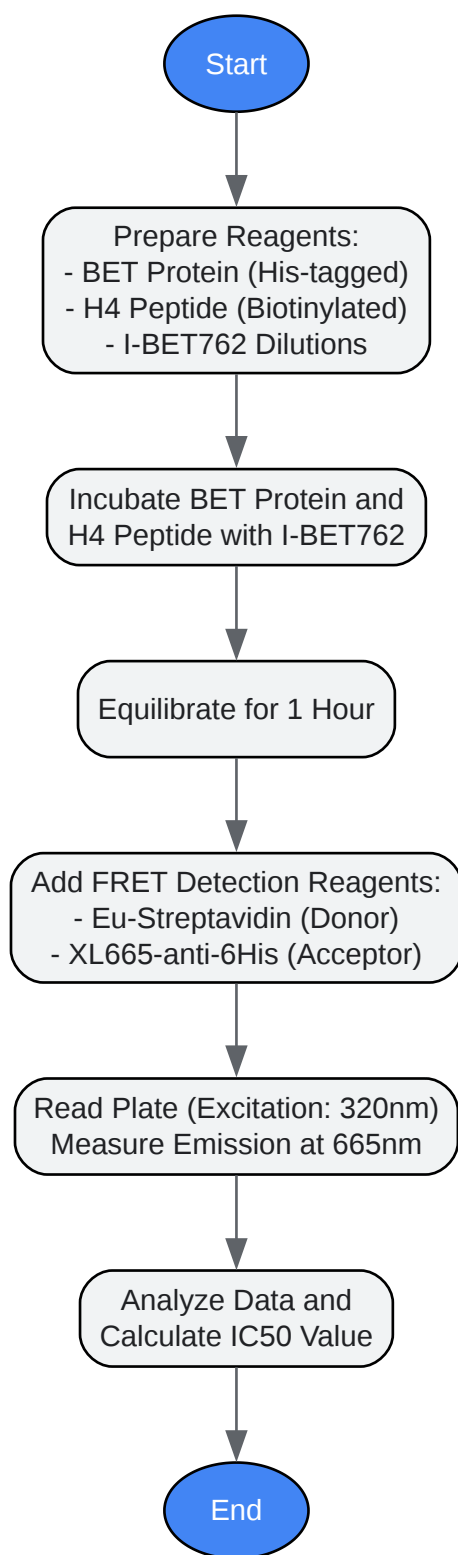 Start
Prepare Reagents:
- BET Protein (His-tagged)
- H4 Peptide (Biotinylated)
- I-BET762 Dilutions
Incubate BET Protein and
H4 Peptide with I-BET762
Equilibrate for 1 Hour
Add FRET Detection Reagents:
- Eu-Streptavidin (Donor)
- XL665-anti-6His (Acceptor)
Read Plate (Excitation: 320nm)
Measure Emission at 665nm
Analyze Data and
Calculate IC50 Value
End